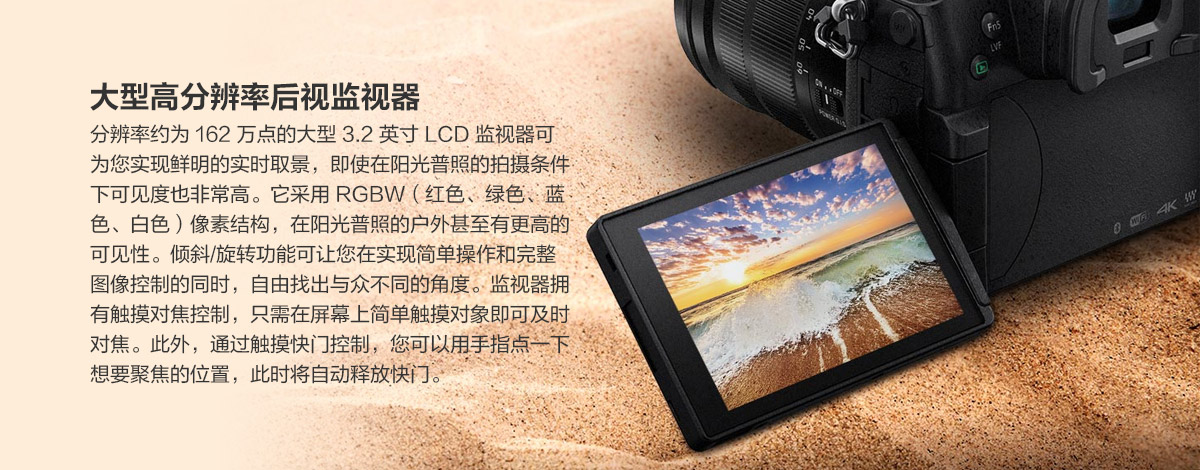 大型高分辨率后视监视器
分辨率约为 162 万点的大型 3.2 英寸 LCD 监视器可
为您实现鲜明的实时取景，即使在阳光普照的拍摄条件
下可见度也非常高。它采用 RGBW（红色、绿色、蓝
色、白色）像素结构，在阳光普照的户外甚至有更高的
可见性。倾斜/旋转功能可让您在实现简单操作和完整
图像控制的同时，自由找出与众不同的角度。监视器拥
有触摸对焦控制，只需在屏幕上简单触摸对象即可及时
对焦。此外，通过触摸快门控制，您可以用手指点一下
想要聚焦的位置，此时将自动释放快门。
40
50
60
ON
OFF
POWER O.I.S.
Fn5
LVF
WiFi
4K